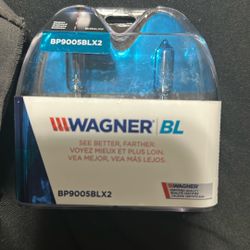 BP9005BLX2
WAGNER BL
SEE BETTER, FARTHER.
VOYEZ MIEUX ET PLUS LOIN.
VEA MEJOR, VEA MÁS LEJOS.
WAGNER
BP9005BLX2